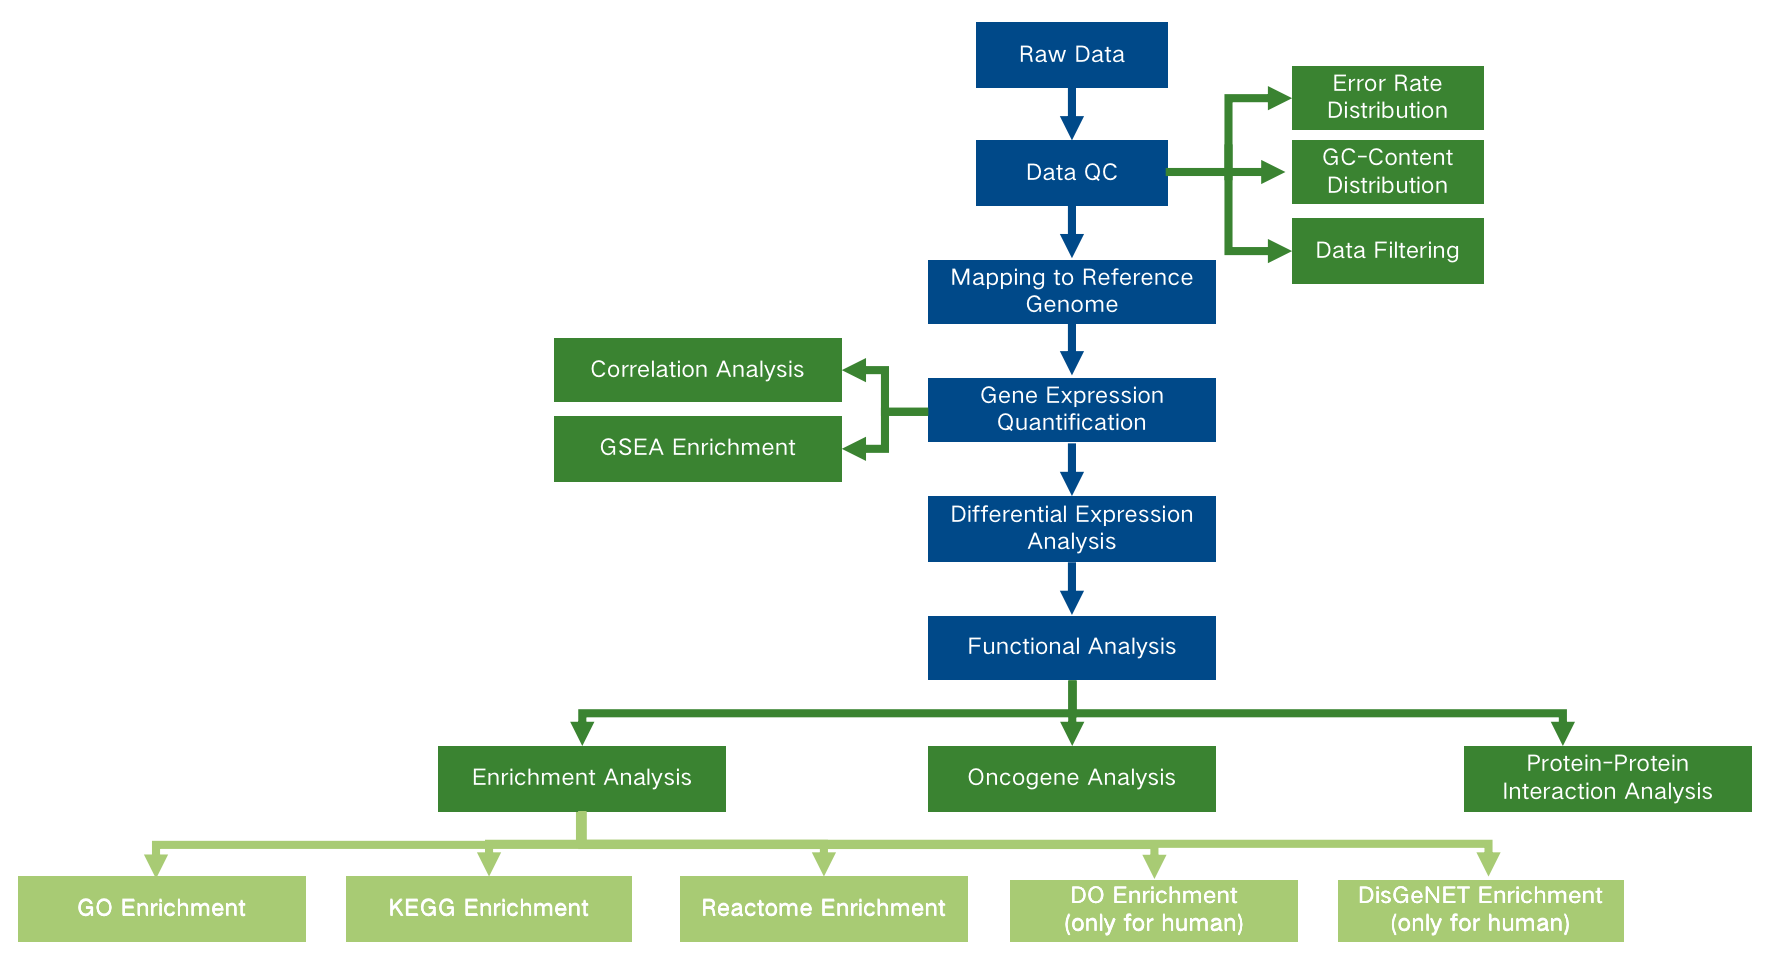 Raw Data
Error Rate
Distribution
Data QC
GC-Content
Distribution
Data Filtering
Mapping to Reference
Genome
Correlation Analysis
GSEA Enrichment
Gene Expression
Quantification
Differential Expression
Analysis
Functional Analysis
Enrichment Analysis
Oncogene Analysis
Protein-Protein
Interaction Analysis
GO Enrichment
KEGG Enrichment
Reactome Enrichment
DO Enrichment
(only for human)
DisGeNET Enrichment
(only for human)